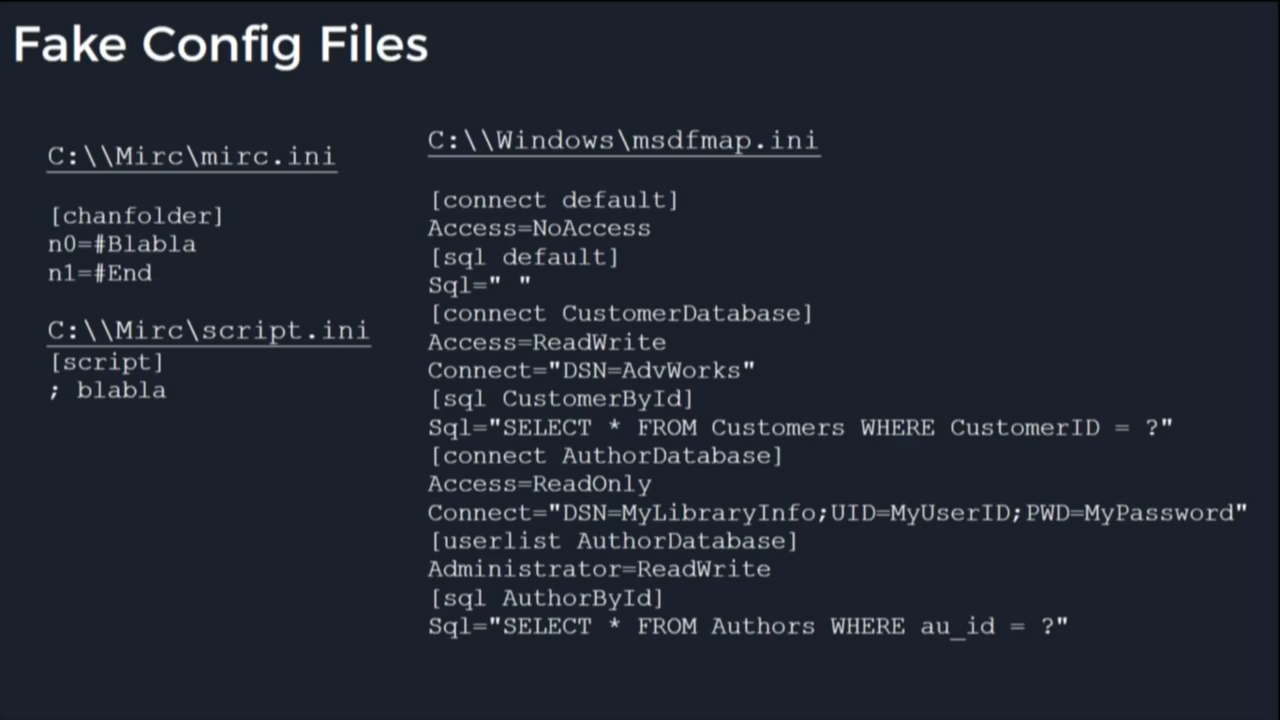 Fake Config Files
C:\\Mirc\mirc.ini
[chanfolder]
n0=#Blabla
n1=#End
C:\\Mirc\script.ini
[script]
; blabla
C:\\Windows\msdfmap.ini
[connect default]
Access=NoAccess
[sql default]
Sql=" "
[connect CustomerDatabase]
Access=ReadWrite
Connect="DSN=AdvWorks"
[sql CustomerById]
Sql="SELECT * FROM Customers WHERE CustomerID = ?"
[connect AuthorDatabase]
Access=ReadOnly
Connect="DSN=MyLibraryInfo;UID=MyUserID;PWD=MyPassword"
[userlist AuthorDatabase]
Administrator=ReadWrite
[sql AuthorById]
Sql="SELECT * FROM Authors WHERE au_id = ?"